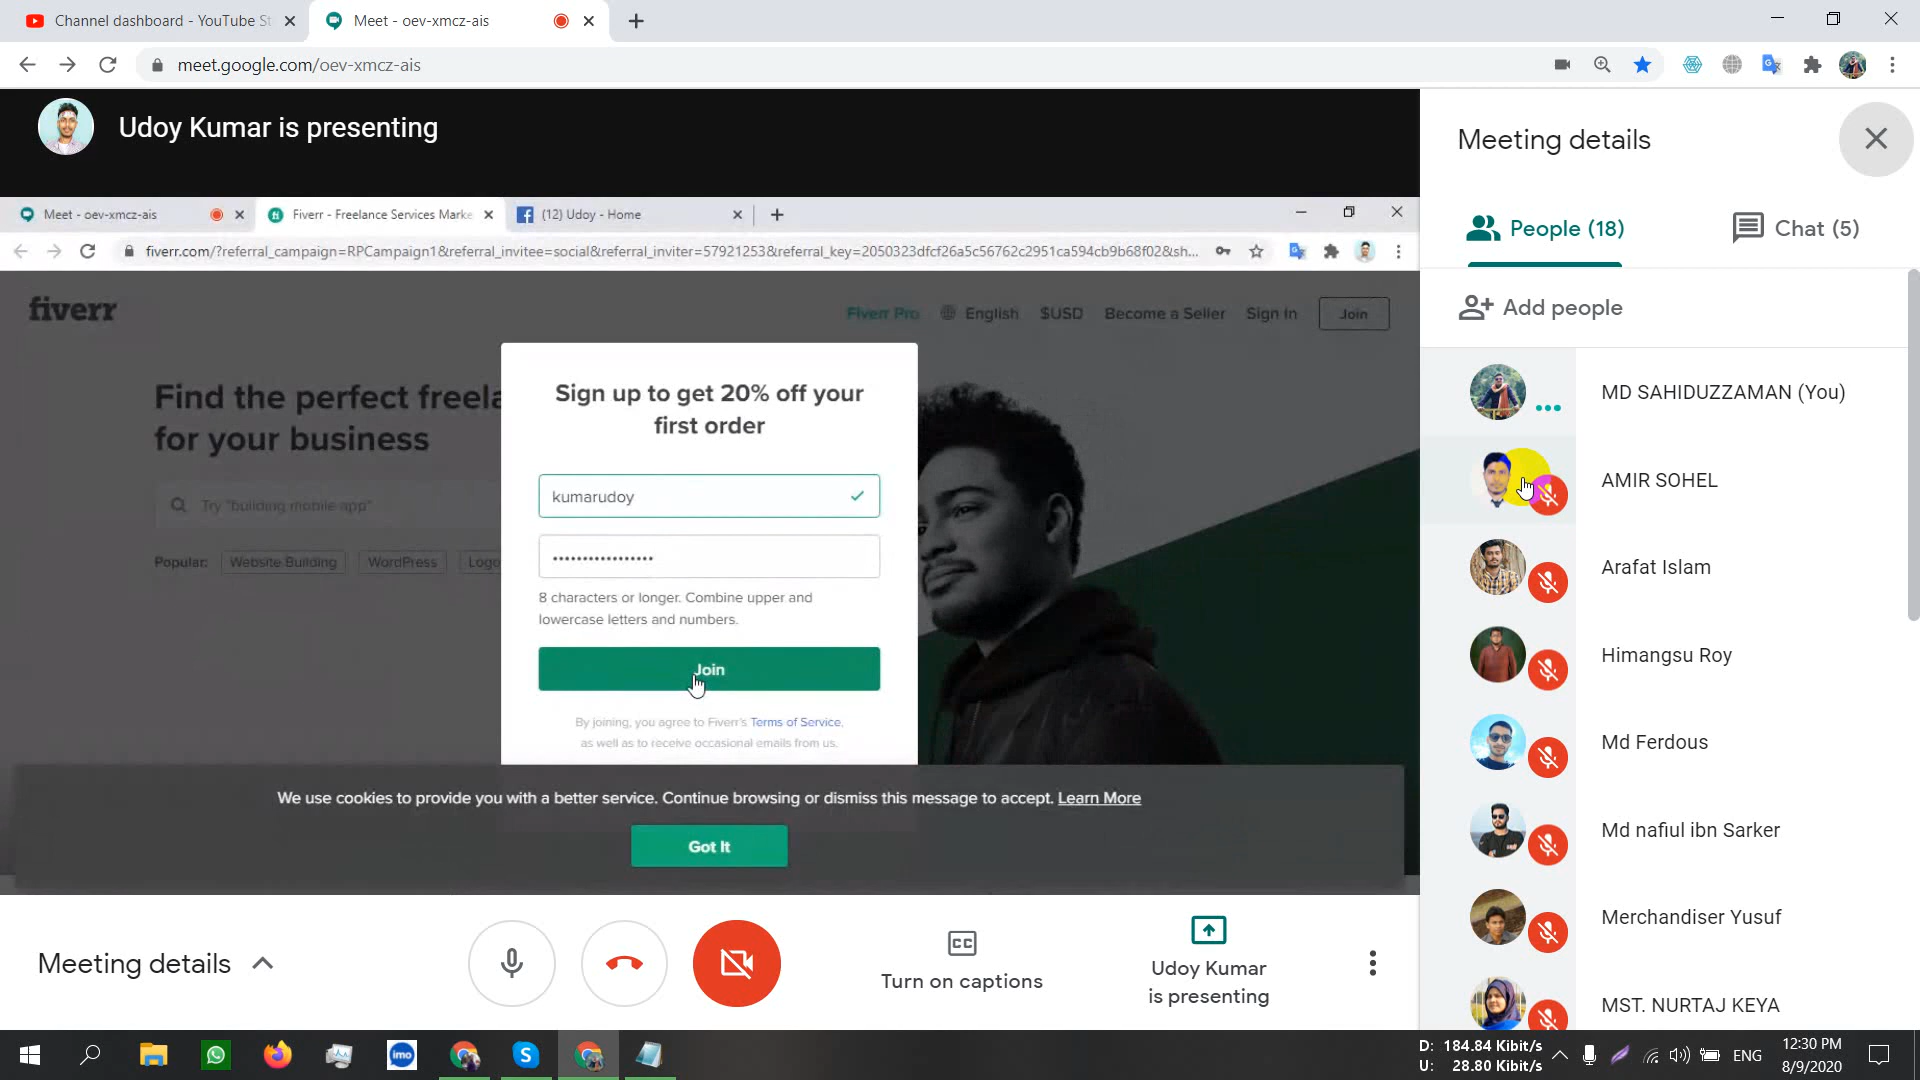 Channel dashboard - YouTube St
Meet - oev-xmcz-ais
meet.google.com/oev-xmcz-ais
Udoy Kumar is presenting
Meet - oev-xmcz-ais
Fiverr - Freelance Services Marke
(12) Udoy - Home
fiverr.com/?referral_campaign=RPCampaign1&referral_invitee=social&referral_inviter=57921253&referral_key=2050323dfcf26a5c56762c2951ca594cb9b68f02&sh...
fiverr
Fiverr Pro
English
$USD
Become a Seller
Sign In
Join
Find the perfect freela
for your business
Try "building mobile app"
Popular:
Website Building
WordPress
Logo
Sign up to get 20% off your
first order
kumarudoy
8 characters or longer. Combine upper and
lowercase letters and numbers.
Join
By joining, you agree to Fiverr's Terms of Service,
as well as to receive occasional emails from us.
We use cookies to provide you with a better service. Continue browsing or dismiss this message to accept. Learn More
Got It
Meeting details
People (18)
Chat (5)
Add people
MD SAHIDUZZAMAN (You)
AMIR SOHEL
Arafat Islam
Himangsu Roy
Md Ferdous
Md nafiul ibn Sarker
Merchandiser Yusuf
MST. NURTAJ KEYA
Meeting details
CC
Turn on captions
Udoy Kumar
is presenting
imo
D: 184.84 Kibit/s
U: 28.80 Kibit/s
ENG
12:30 PM
8/9/2020